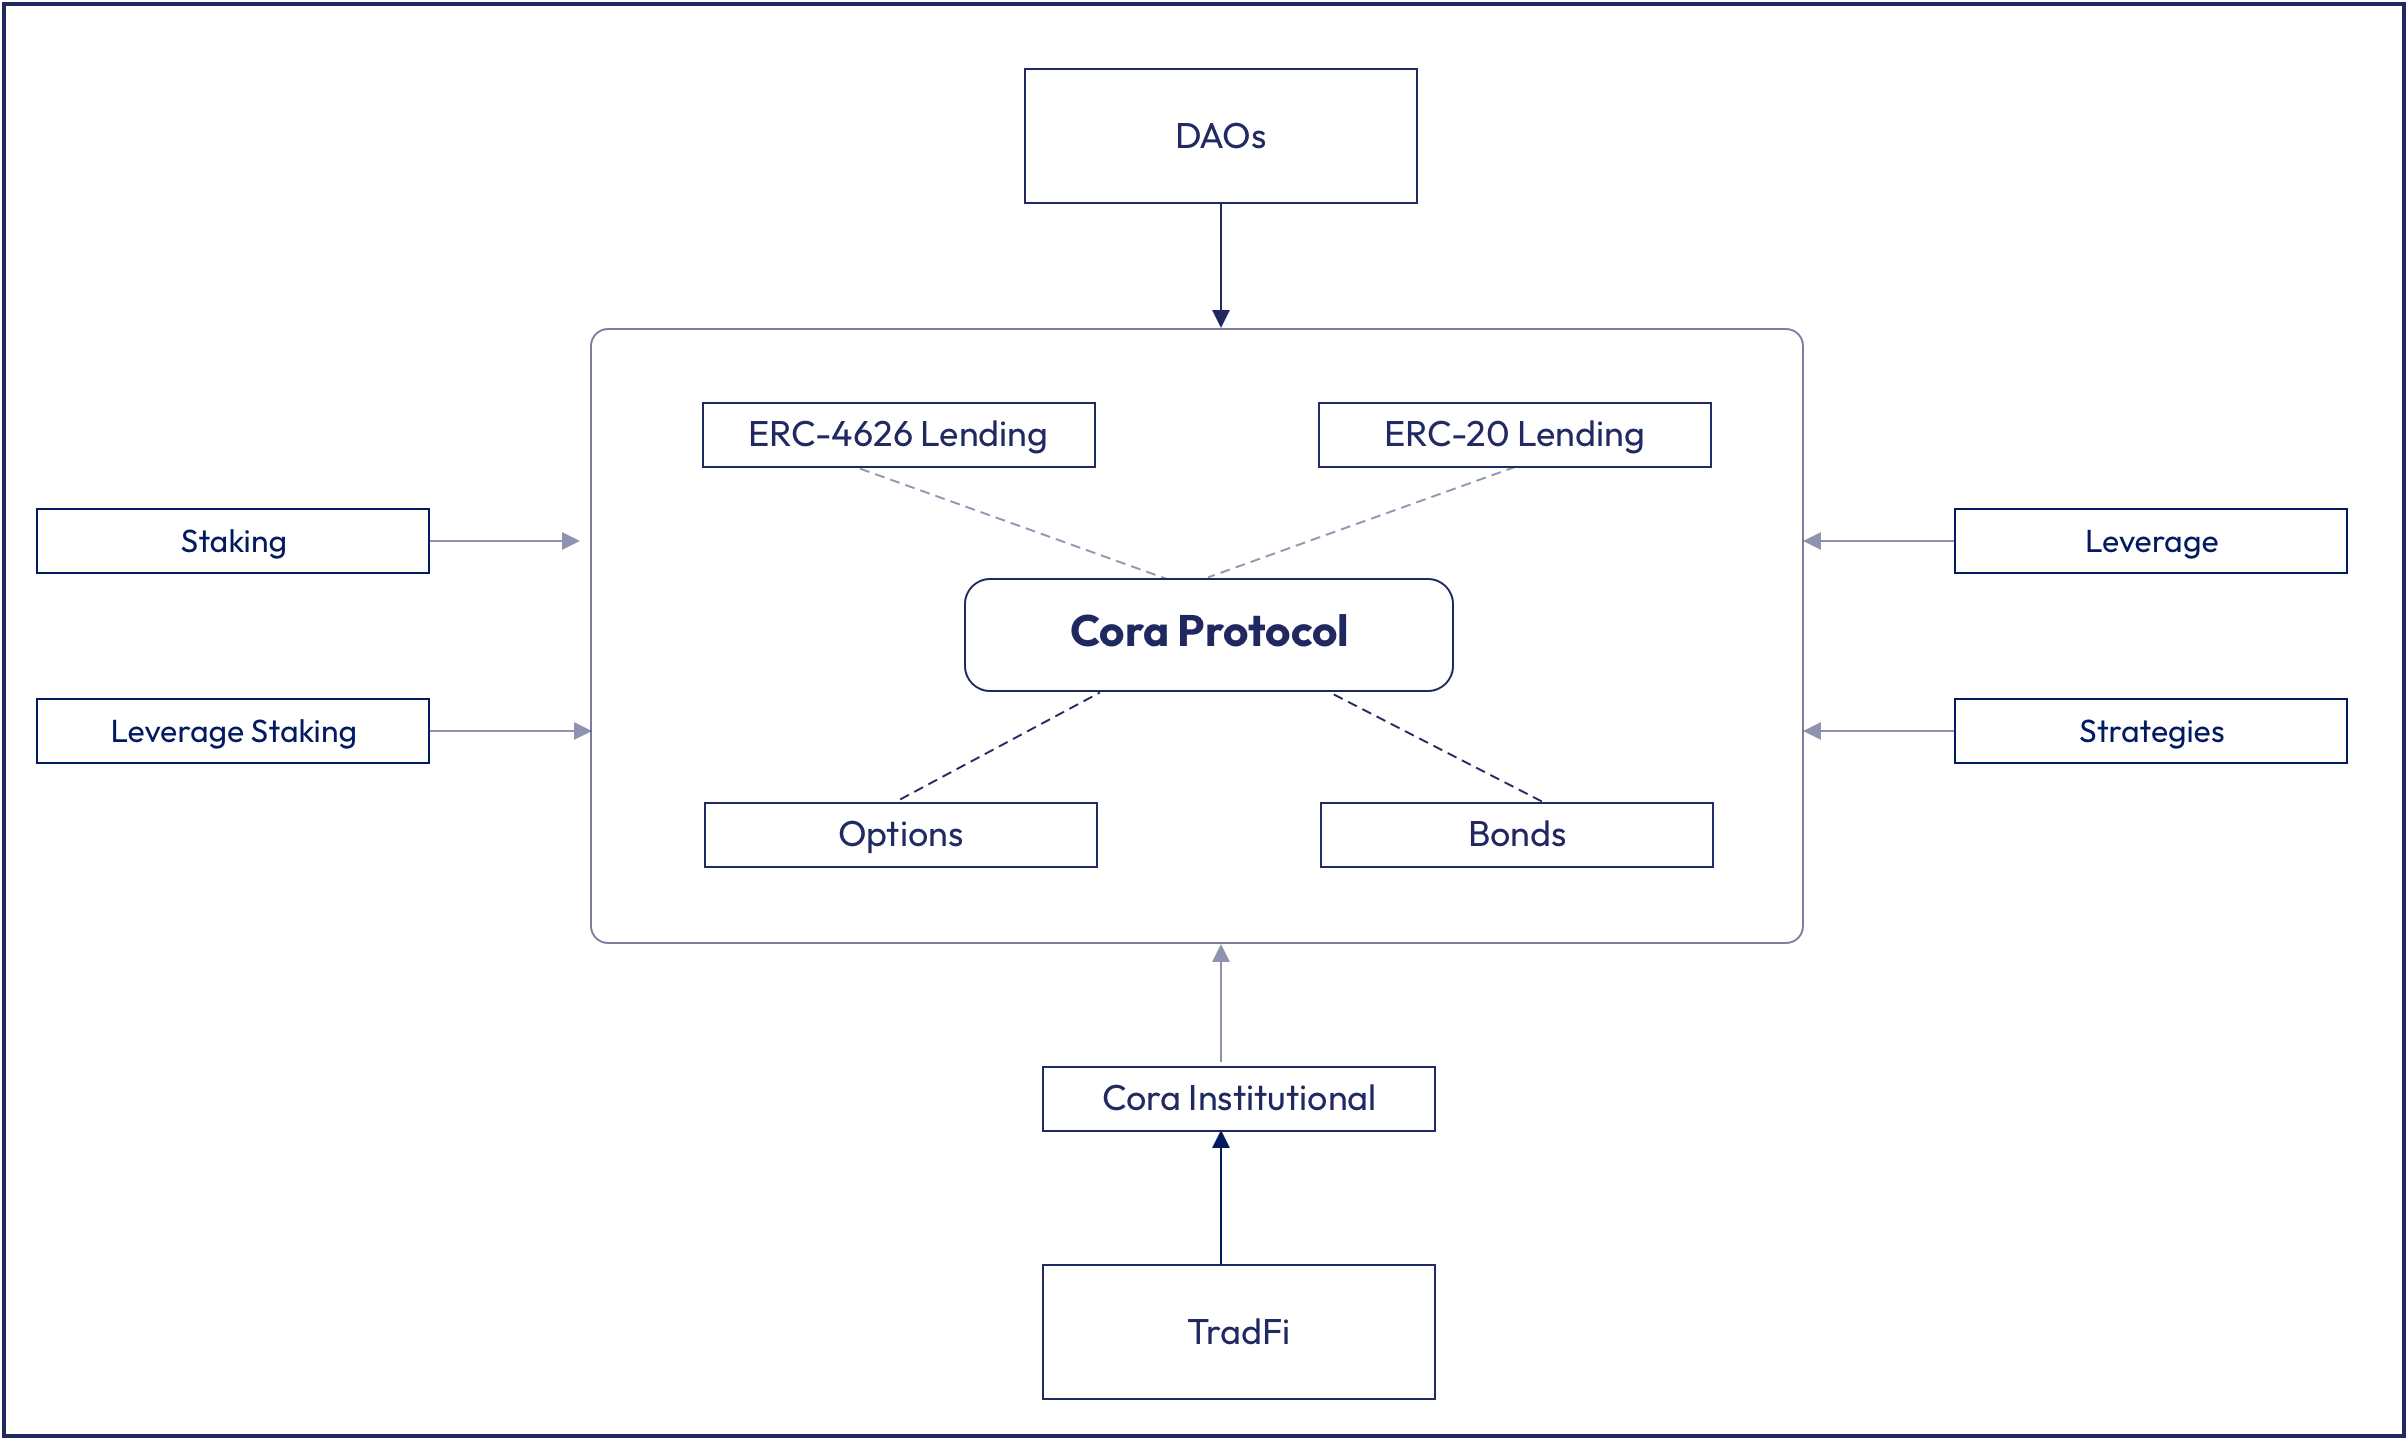 DAOs
ERC-4626 Lending
ERC-20 Lending
Staking
Leverage
Cora Protocol
Leverage Staking
Strategies
Options
Bonds
Cora Institutional
TradFi